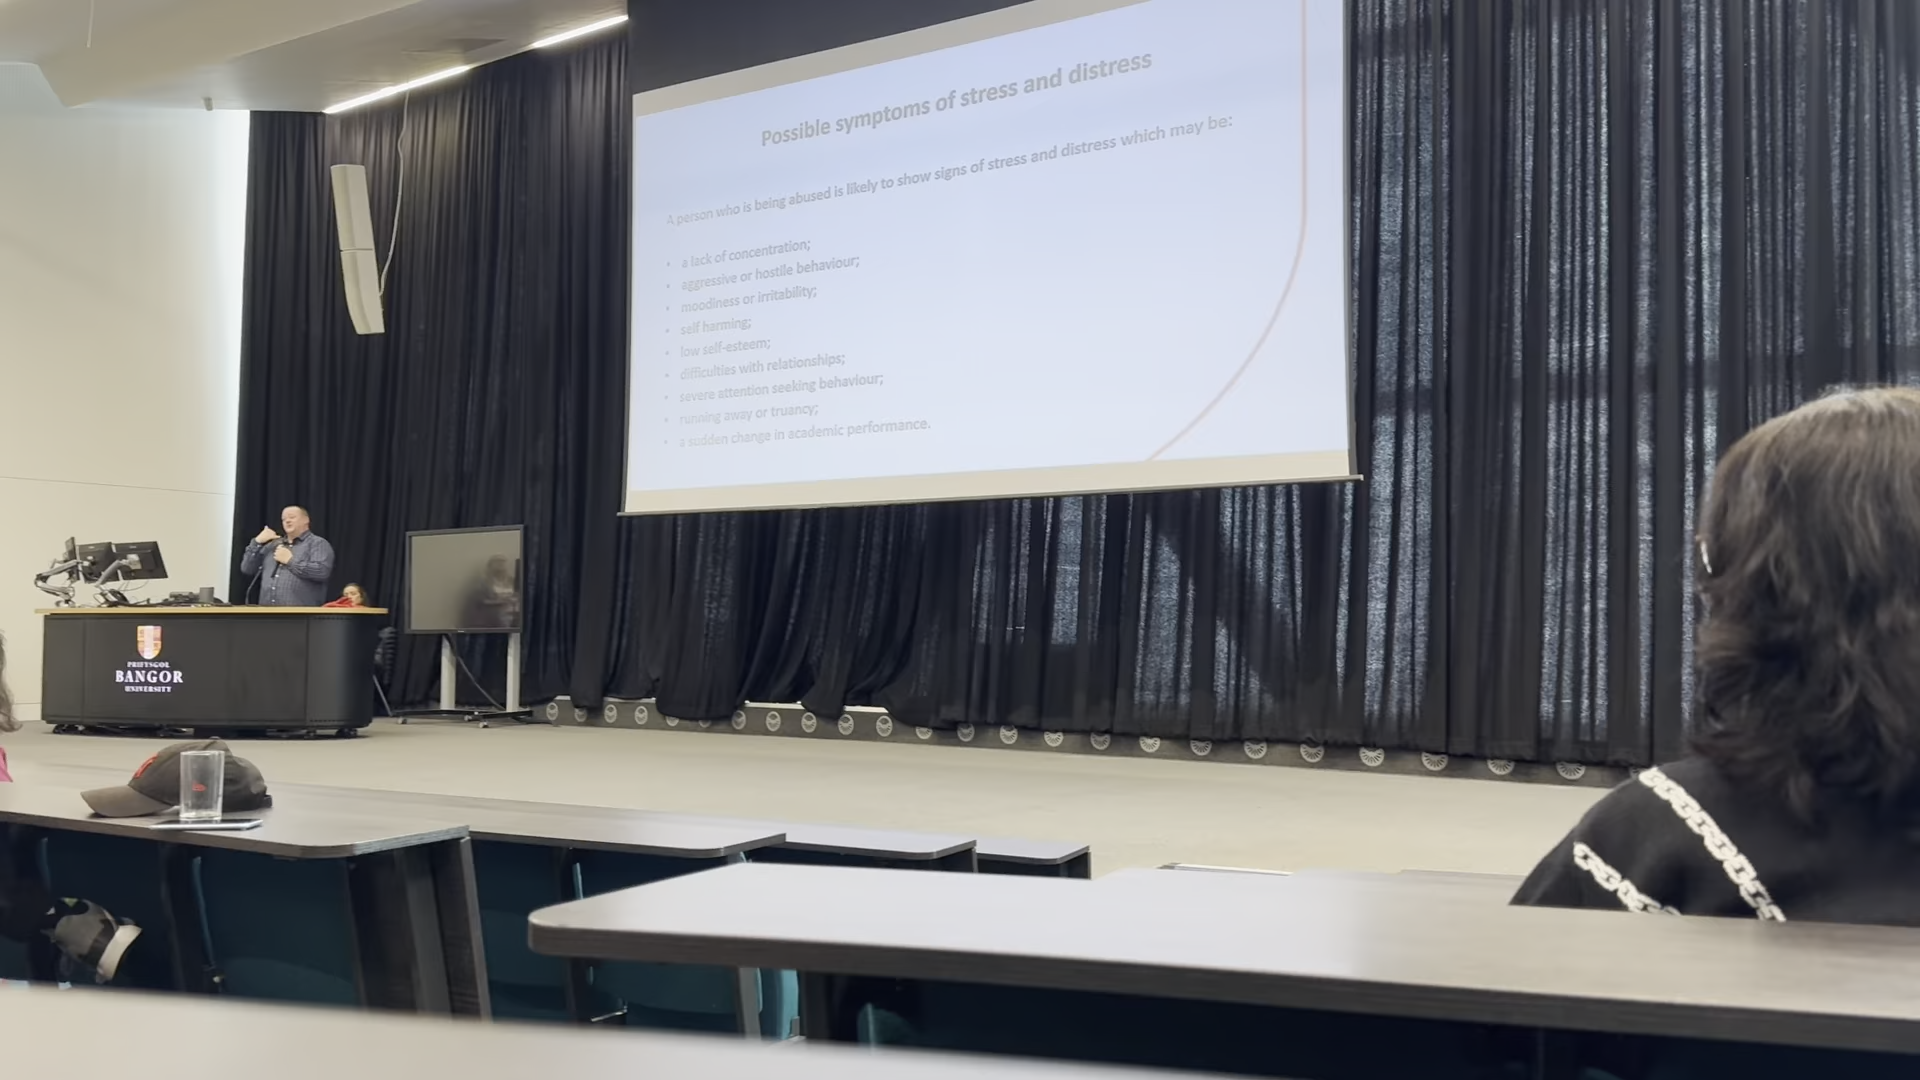 Possible symptoms of stress and distress
A person who is being abused is likely to show signs of stress and distress which may be:
• a lack of concentration;
• aggressive or hostile behaviour;
• moodiness or irritability;
• self harming;
• low self-esteem;
• difficulties with relationships;
• severe attention seeking behaviour;
• running away or truancy;
• a sudden change in academic performance.
PRIFYSGOL
BANGOR
UNIVERSITY